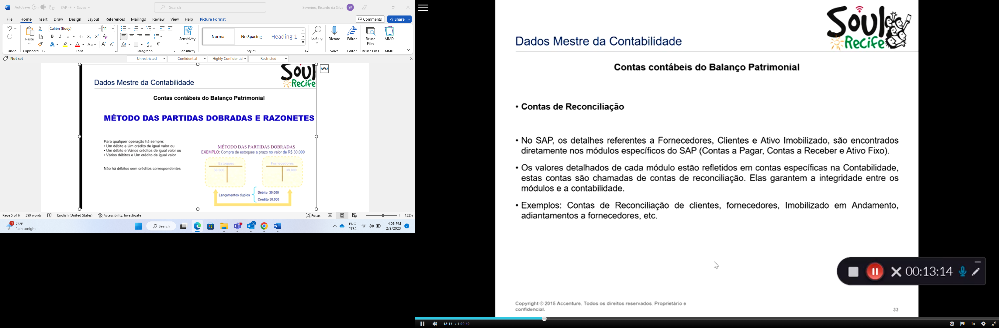 AutoSave On SAP -FI • Saved Search Severino, Ricardo da Silva SR
File Home Insert Draw Design Layout References Mailings Review View Help Picture Format Comments Share
Calibri (Body) 11
Paste Sensitivity Normal No Spacing Heading 1 Editing Dictate Editor Reuse Files MMD
Undo Clipboard Font Paragraph Sensitivity Styles Voice Editor Reuse Files MMD
Not set Unrestricted Confidential Highly Confidential Restricted
Soul
Recife
Dados Mestre da Contabilidade
Contas contábeis do Balanço Patrimonial
MÉTODO DAS PARTIDAS DOBRADAS E RAZONETES
Para qualquer operação há sempre:
• Um débito e Um crédito de igual valor ou
• Um débito e Vários créditos de igual valor ou
• Vários débitos e Um crédito de igual valor
Não há débitos sem créditos correspondentes
MÉTODO DAS PARTIDAS DOBRADAS
EXEMPLO: Compra de estoques a prazo no valor de R$ 30.000
Estoques Fornecedores
30.000 30.000
Lançamentos duplos
Debito 30.000
Credito 30.000
Page 5 of 6 399 words English (United States) Accessibility: Investigate Focus 132%
1 76°F
Rain tonight
Search
ENG
PTB2
4:05 PM
2/9/2023
7
Soul
Recife
Dados Mestre da Contabilidade
Contas contábeis do Balanço Patrimonial
• Contas de Reconciliação
• No SAP, os detalhes referentes a Fornecedores, Clientes e Ativo Imobilizado, são encontrados
diretamente nos módulos específicos do SAP (Contas a Pagar, Contas a Receber e Ativo Fixo).
• Os valores detalhados de cada módulo estão refletidos em contas específicas na Contabilidade,
estas contas são chamadas de contas de reconciliação. Elas garantem a integridade entre os
módulos e a contabilidade.
• Exemplos: Contas de Reconciliação de clientes, fornecedores, Imobilizado em Andamento,
adiantamentos a fornecedores, etc.
00:13:14
Copyright © 2015 Accenture. Todos os direitos reservados. Proprietário e
confidencial.
33
13:14 / 1:00:40
1x